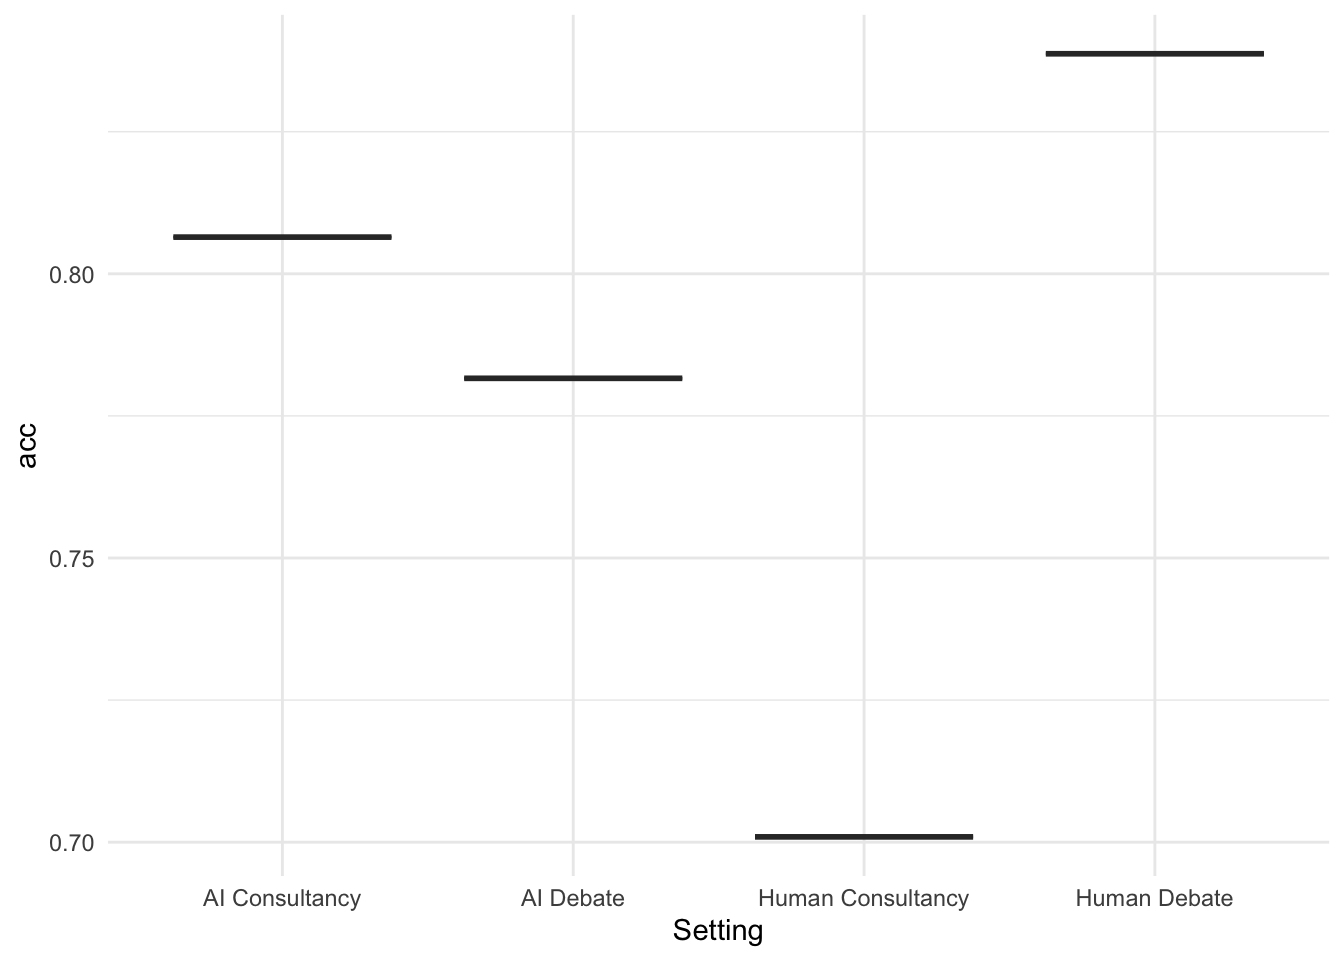 acc
0.80
0.75
0.70
AI Consultancy
AI Debate
Human Consultancy
Human Debate
Setting